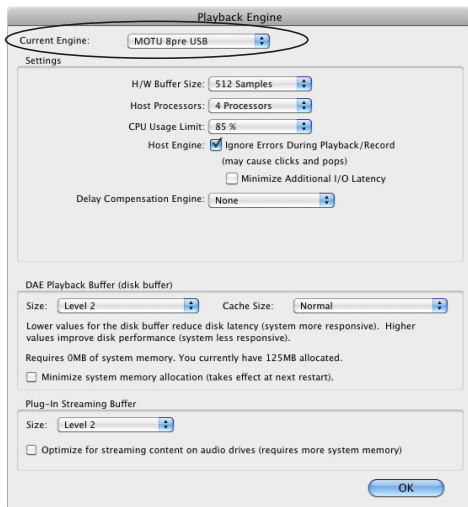 Playback Engine
Current Engine: MOTU 8pre USB
Settings
H/W Buffer Size: 512 Samples
Host Processors: 4 Processors
CPU Usage Limit: 85 %
Host Engine: Ignore Errors During Playback/Record
(may cause clicks and pops)
Minimize Additional I/O Latency
Delay Compensation Engine: None
DAE Playback Buffer (disk buffer)
Size: Level 2 Cache Size: Normal
Lower values for the disk buffer reduce disk latency (system more responsive). Higher
values improve disk performance (system less responsive).
Requires 0MB of system memory. You currently have 125MB allocated.
Minimize system memory allocation (takes effect at next restart).
Plug-In Streaming Buffer
Size: Level 2
Optimize for streaming content on audio drives (requires more system memory)
OK